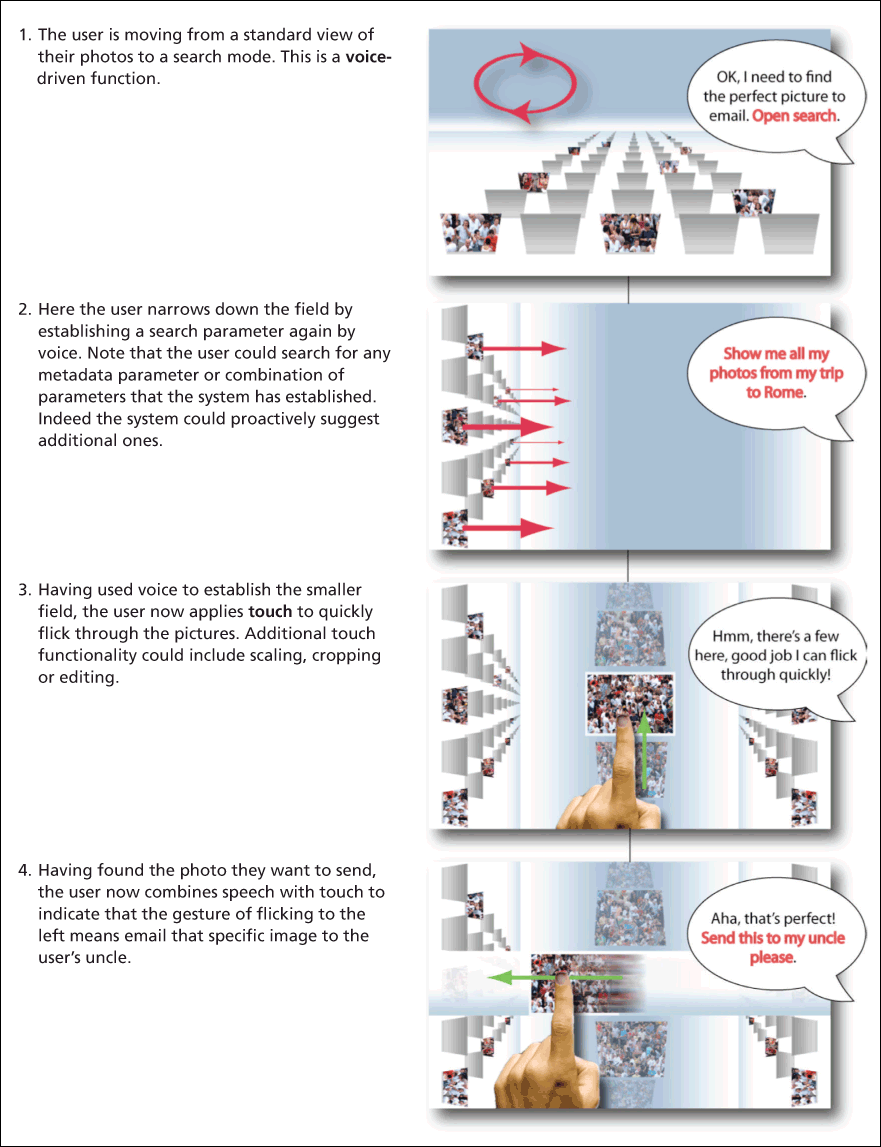 1. The user is moving from a standard view of
their photos to a search mode. This is a voice-
driven function.
OK, I need to find
the perfect picture to
email. Open search.
2. Here the user narrows down the field by
establishing a search parameter again by
voice. Note that the user could search for any
metadata parameter or combination of
parameters that the system has established.
Indeed the system could proactively suggest
additional ones.
Show me all my
photos from my trip
to Rome.
3. Having used voice to establish the smaller
field, the user now applies touch to quickly
flick through the pictures. Additional touch
functionality could include scaling, cropping
or editing.
Hmm, there's a few
here, good job I can flick
through quickly!
4. Having found the photo they want to send,
the user now combines speech with touch to
indicate that the gesture of flicking to the
left means email that specific image to the
user's uncle.
Aha, that's perfect!
Send this to my uncle
please.